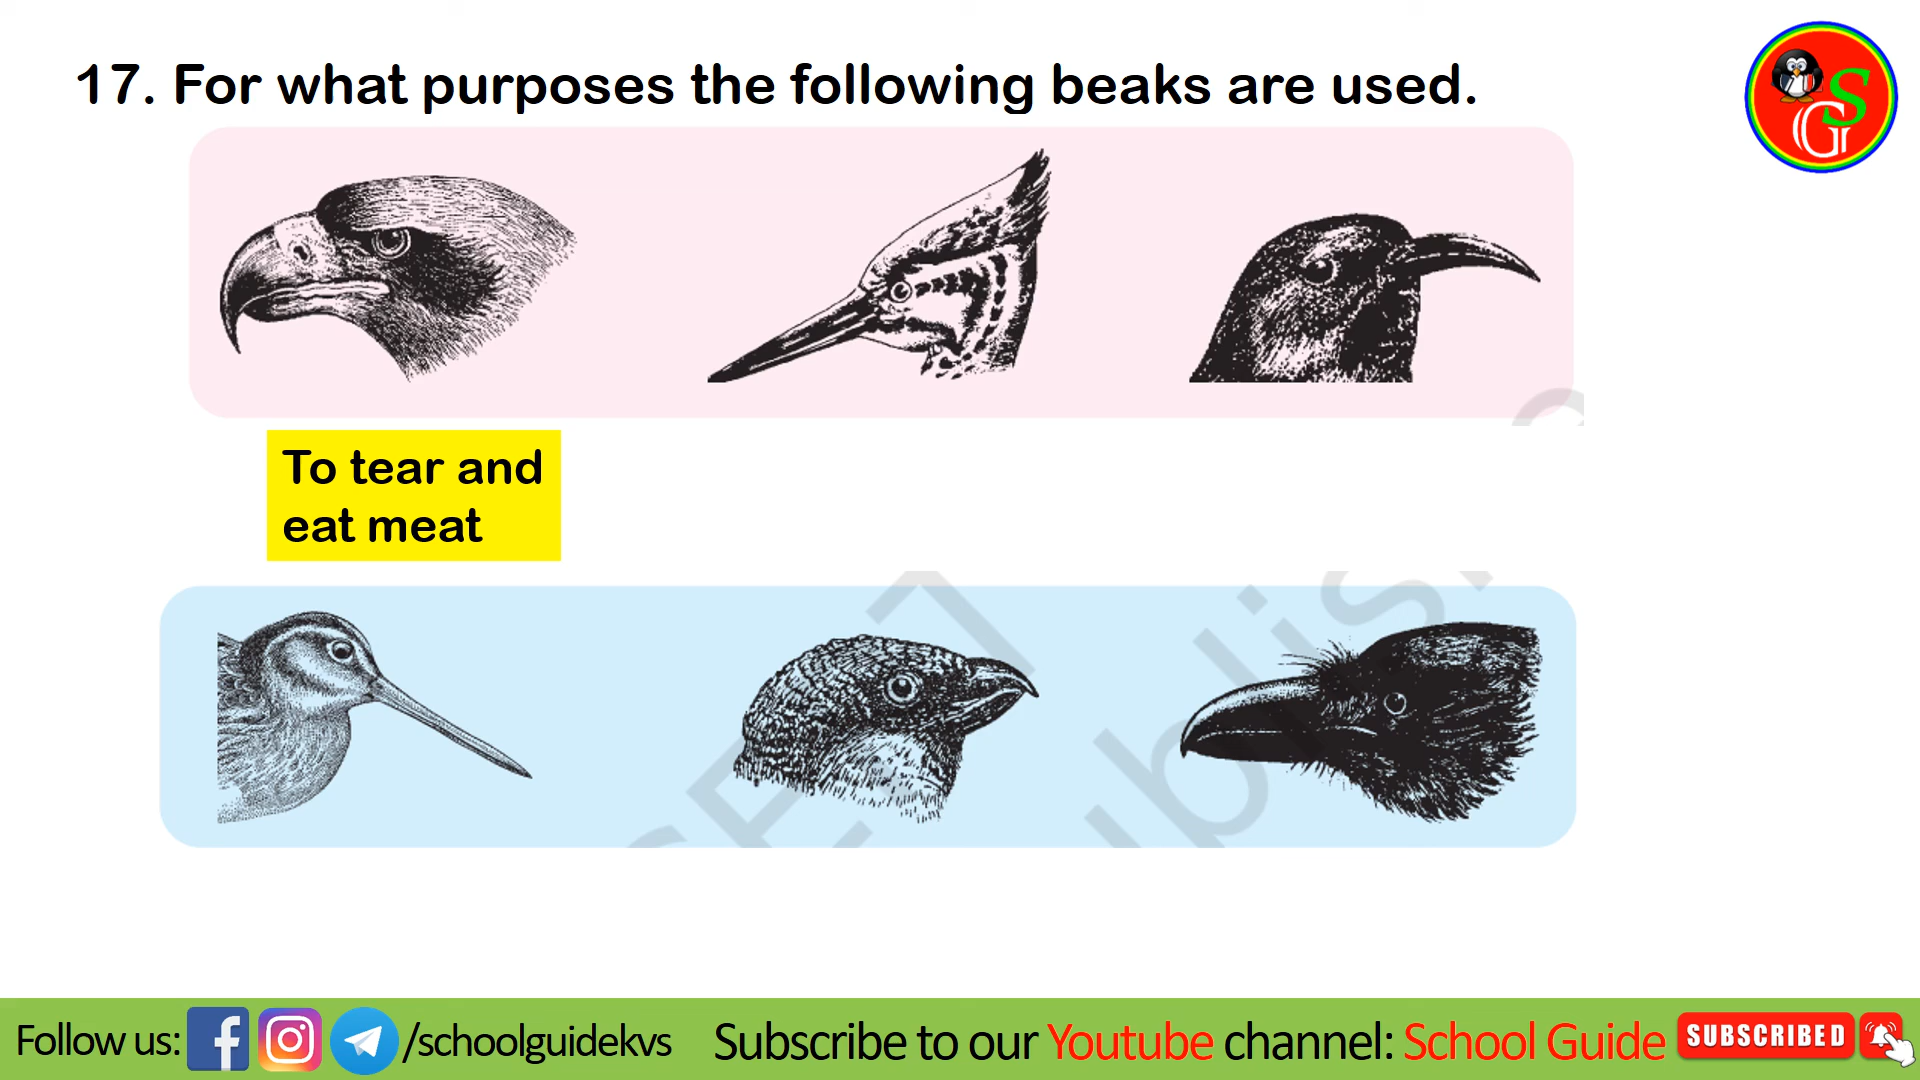 17. For what purposes the following beaks are used.
SG
To tear and
eat meat
Follow us: /schoolguidekvs Subscribe to our Youtube channel: School Guide SUBSCRIBED